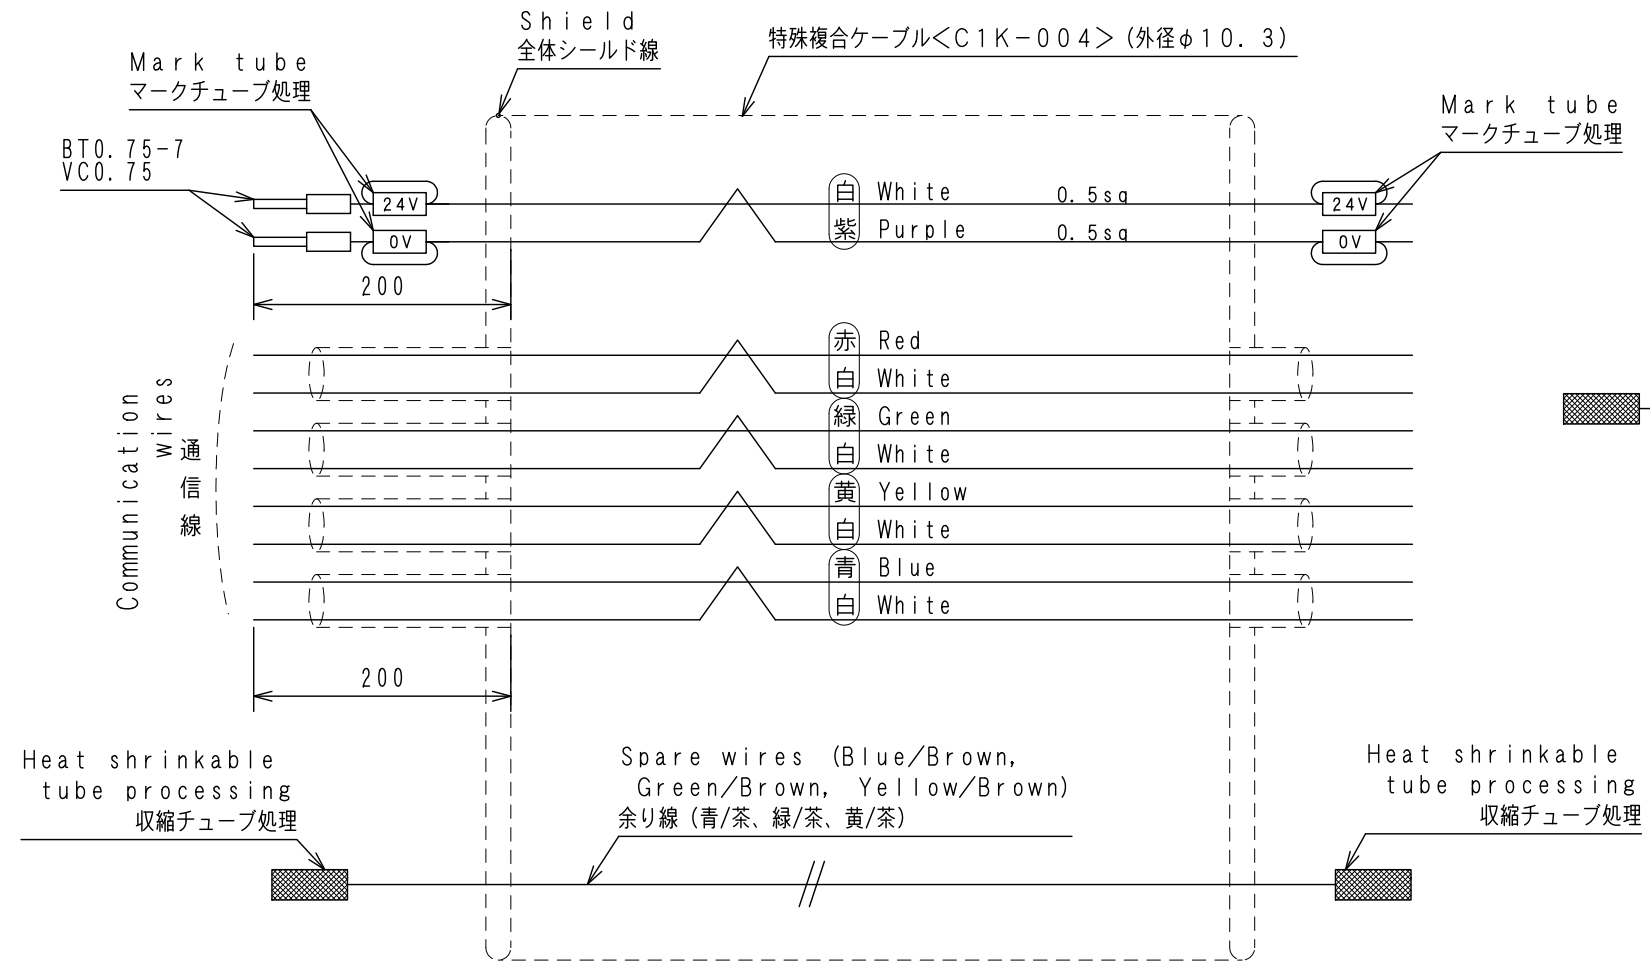 Shield
全体シールド線
特殊複合ケーブル<C1K-004>(外径φ10.3)
Mark tube
マークチューブ処理
Mark tube
マークチューブ処理
BT0.75-7
VC0.75
24V
白 White 0.5sq
24V
0V
紫 Purple 0.5sq
0V
200
赤 Red
白 White
緑 Green
白 White
黄 Yellow
白 White
青 Blue
白 White
Communication
wires
通信線
200
Heat shrinkable
tube processing
収縮チューブ処理
Spare wires (Blue/Brown,
Green/Brown, Yellow/Brown)
余り線(青/茶、緑/茶、黄/茶)
Heat shrinkable
tube processing
収縮チューブ処理